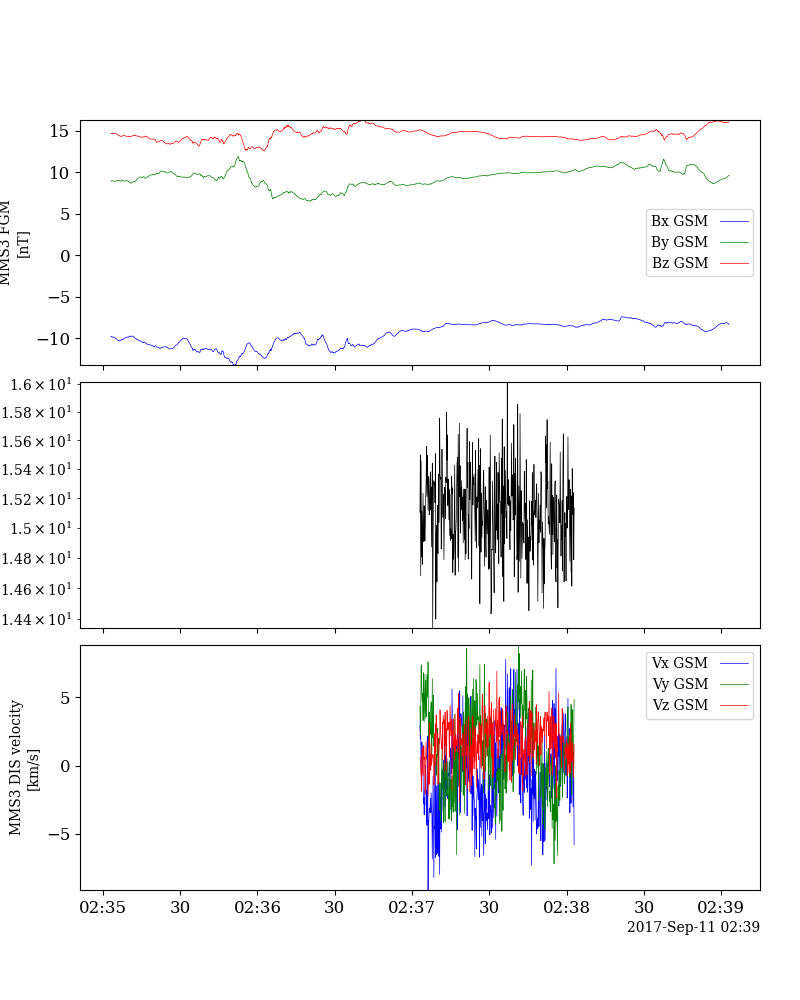 15
10
5
0
−5
−10
MMS3 FGM
[nT]
Bx GSM
By GSM
Bz GSM
1.6 × 10¹
1.58 × 10¹
1.56 × 10¹
1.54 × 10¹
1.52 × 10¹
1.5 × 10¹
1.48 × 10¹
1.46 × 10¹
1.44 × 10¹
5
0
−5
MMS3 DIS velocity
[km/s]
Vx GSM
Vy GSM
Vz GSM
02:35 30 02:36 30 02:37 30 02:38 30 02:39
2017-Sep-11 02:39